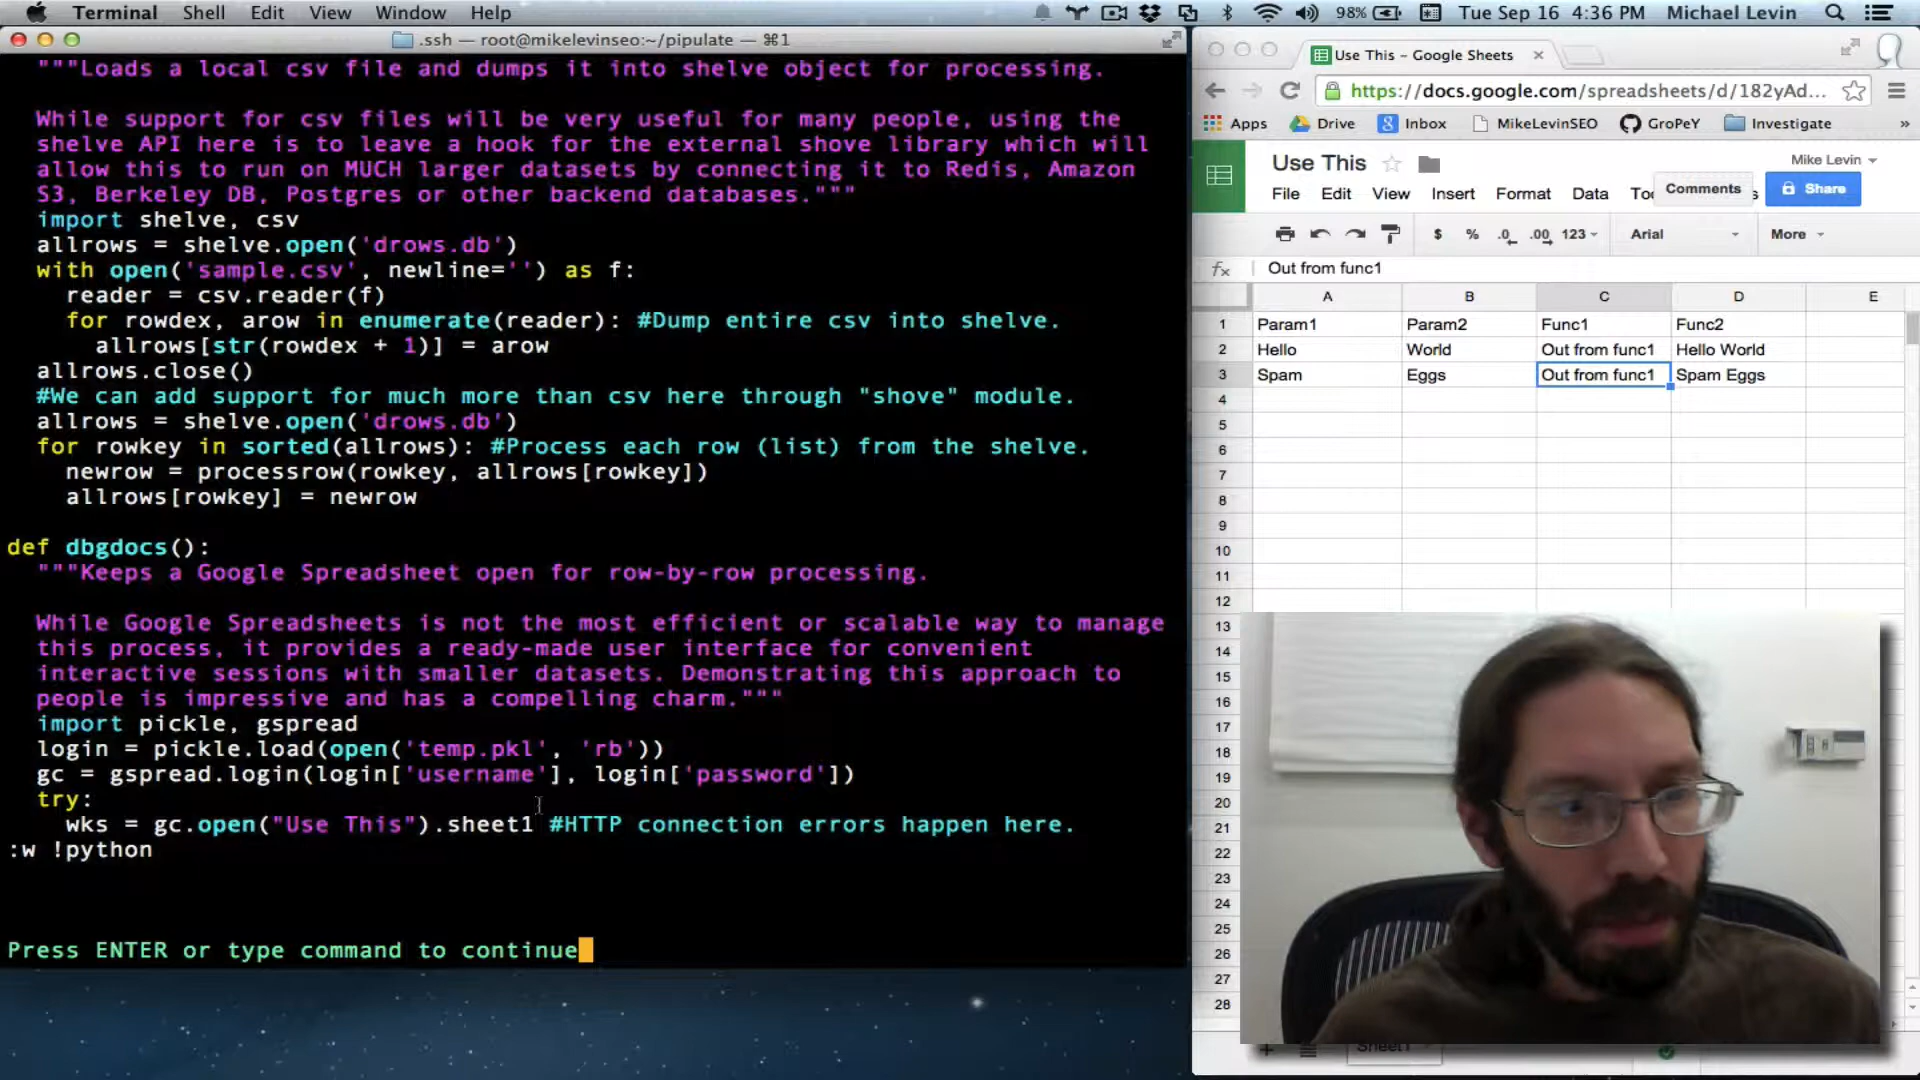 Terminal Shell Edit View Window Help
98% Tue Sep 16 4:36 PM Michael Levin
.ssh — root@mikelevinseo:~/pipulate — ⌘1
"""Loads a local csv file and dumps it into shelve object for processing.
While support for csv files will be very useful for many people, using the
shelve API here is to leave a hook for the external shove library which will
allow this to run on MUCH larger datasets by connecting it to Redis, Amazon
S3, Berkeley DB, Postgres or other backend databases."""
import shelve, csv
allrows = shelve.open('drows.db')
with open('sample.csv', newline='') as f:
reader = csv.reader(f)
for rowdex, arow in enumerate(reader): #Dump entire csv into shelve.
allrows[str(rowdex + 1)] = arow
allrows.close()
#We can add support for much more than csv here through "shove" module.
allrows = shelve.open('drows.db')
for rowkey in sorted(allrows): #Process each row (list) from the shelve.
newrow = processrow(rowkey, allrows[rowkey])
allrows[rowkey] = newrow
def dbgdocs():
"""Keeps a Google Spreadsheet open for row-by-row processing.
While Google Spreadsheets is not the most efficient or scalable way to manage
this process, it provides a ready-made user interface for convenient
interactive sessions with smaller datasets. Demonstrating this approach to
people is impressive and has a compelling charm."""
import pickle, gspread
login = pickle.load(open('temp.pkl', 'rb'))
gc = gspread.login(login['username'], login['password'])
try:
wks = gc.open("Use This").sheet1 #HTTP connection errors happen here.
:w !python
Press ENTER or type command to continue
Use This - Google Sheets
https://docs.google.com/spreadsheets/d/182yAd...
Apps Drive Inbox MikeLevinSEO GroPeY Investigate »
Use This
Mike Levin
File Edit View Insert Format Data Comments Share
$ % .0 .00 123 Arial More
fx Out from func1
A B C D E
1 Param1 Param2 Func1 Func2
2 Hello World Out from func1 Hello World
3 Spam Eggs Out from func1 Spam Eggs
4
5
6
7
8
9
10
11
12
13
14
15
16
17
18
19
20
21
22
23
24
25
26
27
28
Sheet1